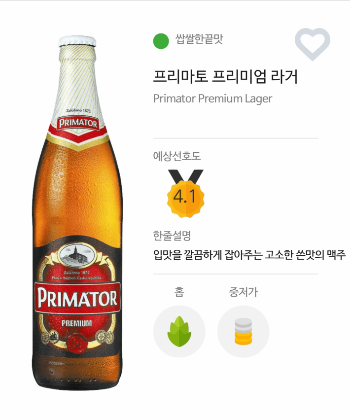 쌉쌀한끝맛
프리마토 프리미엄 라거
Primator Premium Lager
예상선호도
4.1
한줄설명
입맛을 깔끔하게 잡아주는 고소한 쓴맛의 맥주
홉
중저가
PRIMÁTOR
PRIMÁTOR
PREMIUM